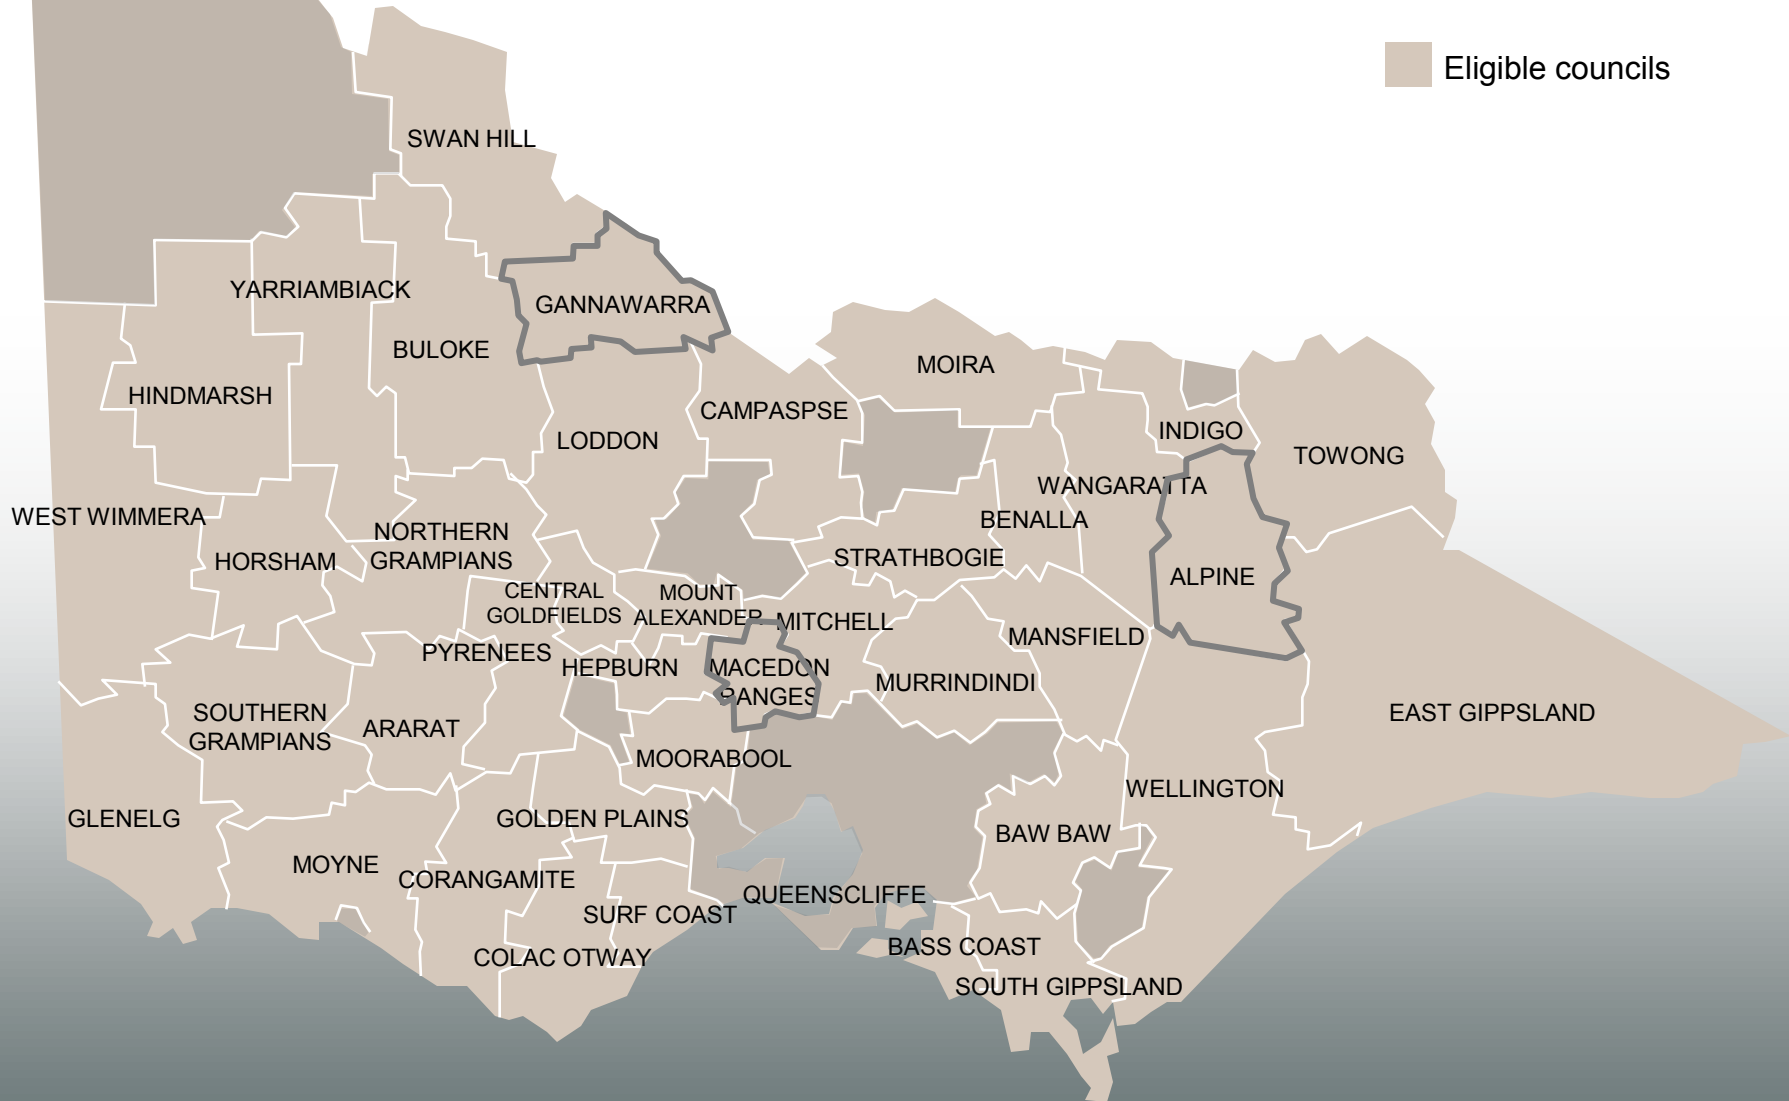 Eligible councils
SWAN HILL
YARRIAMBIACK
GANNAWARRA
BULOKE
MOIRA
HINDMARSH
CAMPASPSE
LODDON
INDIGO
TOWONG
WANGARATTA
WEST WIMMERA
BENALLA
NORTHERN
GRAMPIANS
HORSHAM
STRATHBOGIE
ALPINE
CENTRAL
GOLDFIELDS
MOUNT
ALEXANDER
MITCHELL
MANSFIELD
PYRENEES
HEPBURN
MACEDON
RANGES
MURRINDINDI
SOUTHERN
GRAMPIANS
ARARAT
EAST GIPPSLAND
MOORABOOL
WELLINGTON
GLENELG
GOLDEN PLAINS
BAW BAW
MOYNE
CORANGAMITE
QUEENSCLIFFE
SURF COAST
BASS COAST
COLAC OTWAY
SOUTH GIPPSLAND